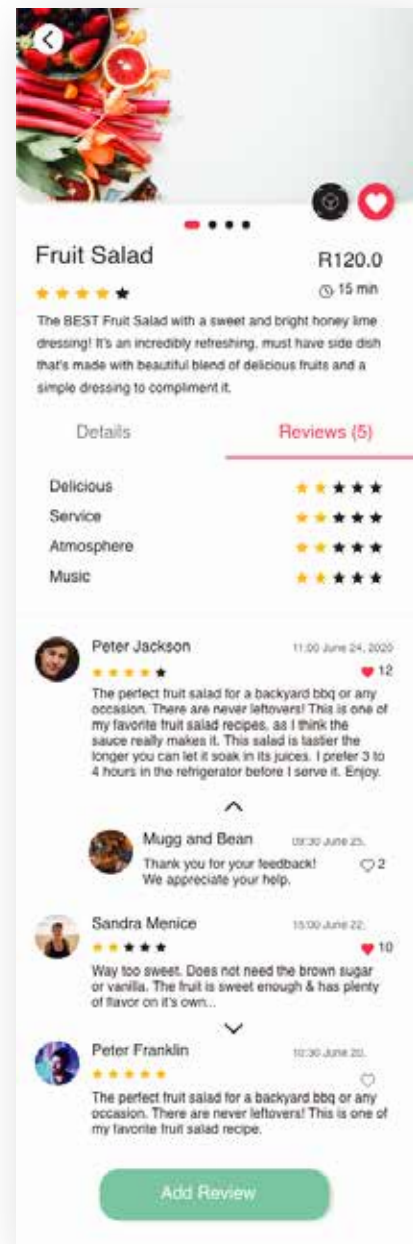 Fruit Salad
R120.0
15 min
The BEST Fruit Salad with a sweet and bright honey lime
dressing! It's an incredibly refreshing, must have side dish
that's made with beautiful blend of delicious fruits and a
simple dressing to compliment it.
Details
Reviews (5)
Delicious
Service
Atmosphere
Music
Peter Jackson
11:00 June 24, 2020
12
The perfect fruit salad for a backyard bbq or any
occasion. There are never leftovers! This is one of
my favorite fruit salad recipes, as I think the
sauce really makes it. This salad is tastier the
longer you can let it soak in its juices. I prefer 3 to
4 hours in the refrigerator before I serve it. Enjoy.
Mugg and Bean
09:30 June 25,
Thank you for your feedback!
2
We appreciate your help.
Sandra Menice
15:00 June 22,
10
Way too sweet. Does not need the brown sugar
or vanilla. The fruit is sweet enough & has plenty
of flavor on it's own...
Peter Franklin
10:30 June 20,
The perfect fruit salad for a backyard bbq or any
occasion. There are never leftovers! This is one of
my favorite fruit salad recipe.
Add Review